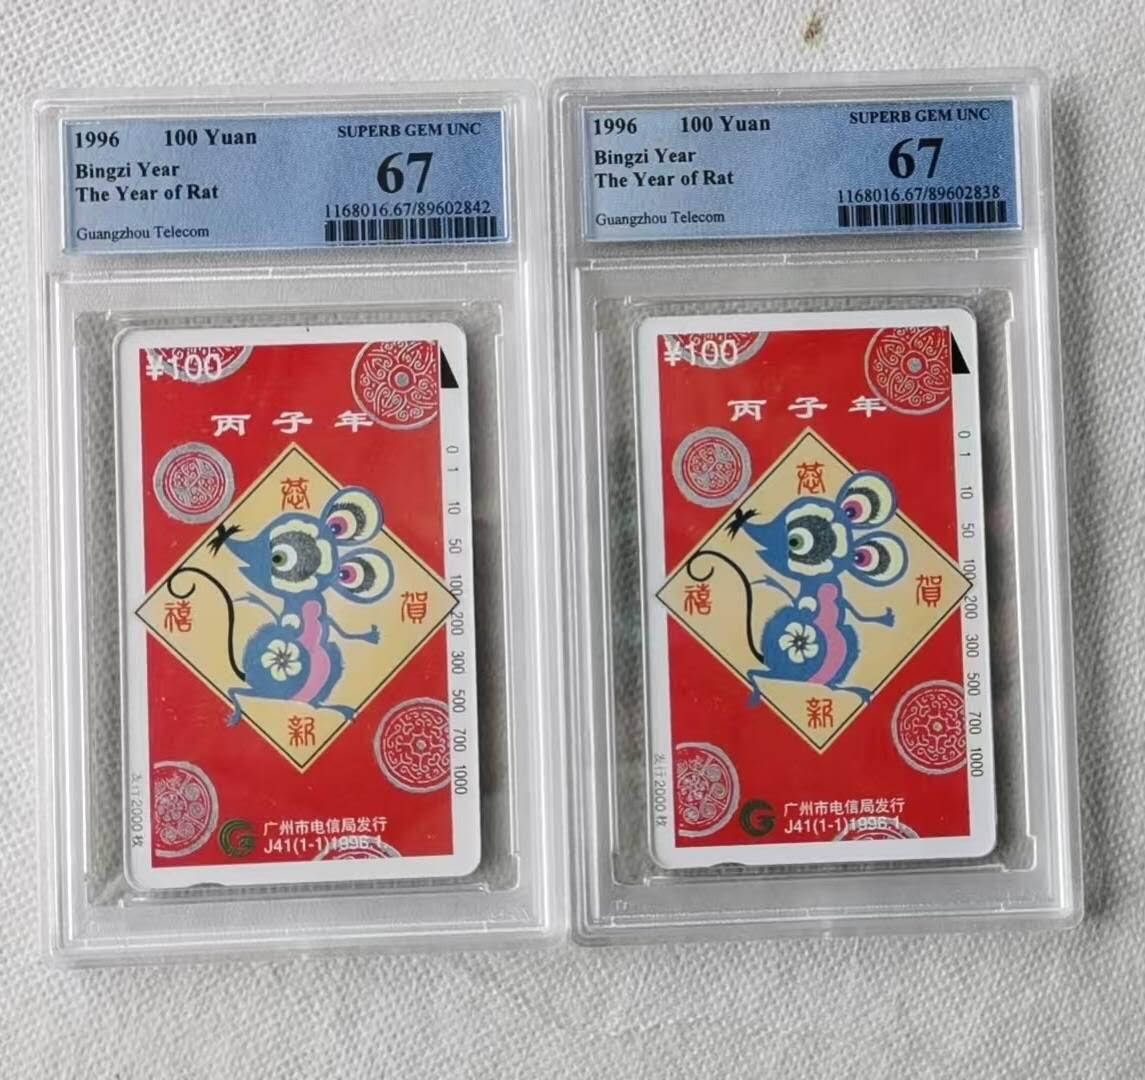 1996 100 Yuan
SUPERB GEM UNC
Bingzi Year
67
The Year of Rat
1168016.67/89602842
Guangzhou Telecom
¥100
丙子年
恭
禧
賀
新
0 1 10 50 100 200 300 500 700 1000
发行2000枚
广州市电信局发行
J41(1-1)1996.1
1996 100 Yuan
SUPERB GEM UNC
Bingzi Year
67
The Year of Rat
1168016.67/89602838
Guangzhou Telecom
¥100
丙子年
恭
禧
賀
新
0 1 10 50 100 200 300 500 700 1000
发行2000枚
广州市电信局发行
J41(1-1)1996.1